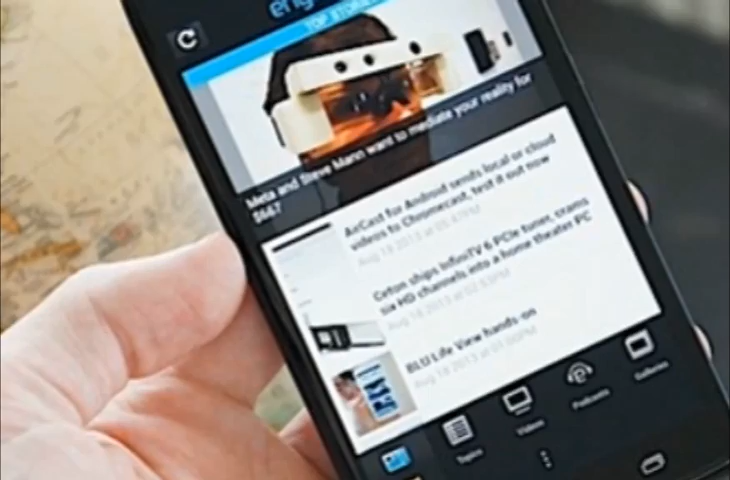 eng
TOP STORIES
Meta and Steve Mann want to mediate your reality for
$667
AirCast for Android sends local or cloud
videos to Chromecast, test it out now
Aug 18 2013 at 05:47PM
Ceton ships InfiniTV 6 PCIe tuner, crams
six HD channels into a home theater PC
Aug 18 2013 at 02:53PM
BLU Life View hands-on
Aug 18 2013 at 01:00PM
Topics
Videos
Podcasts
Galleries